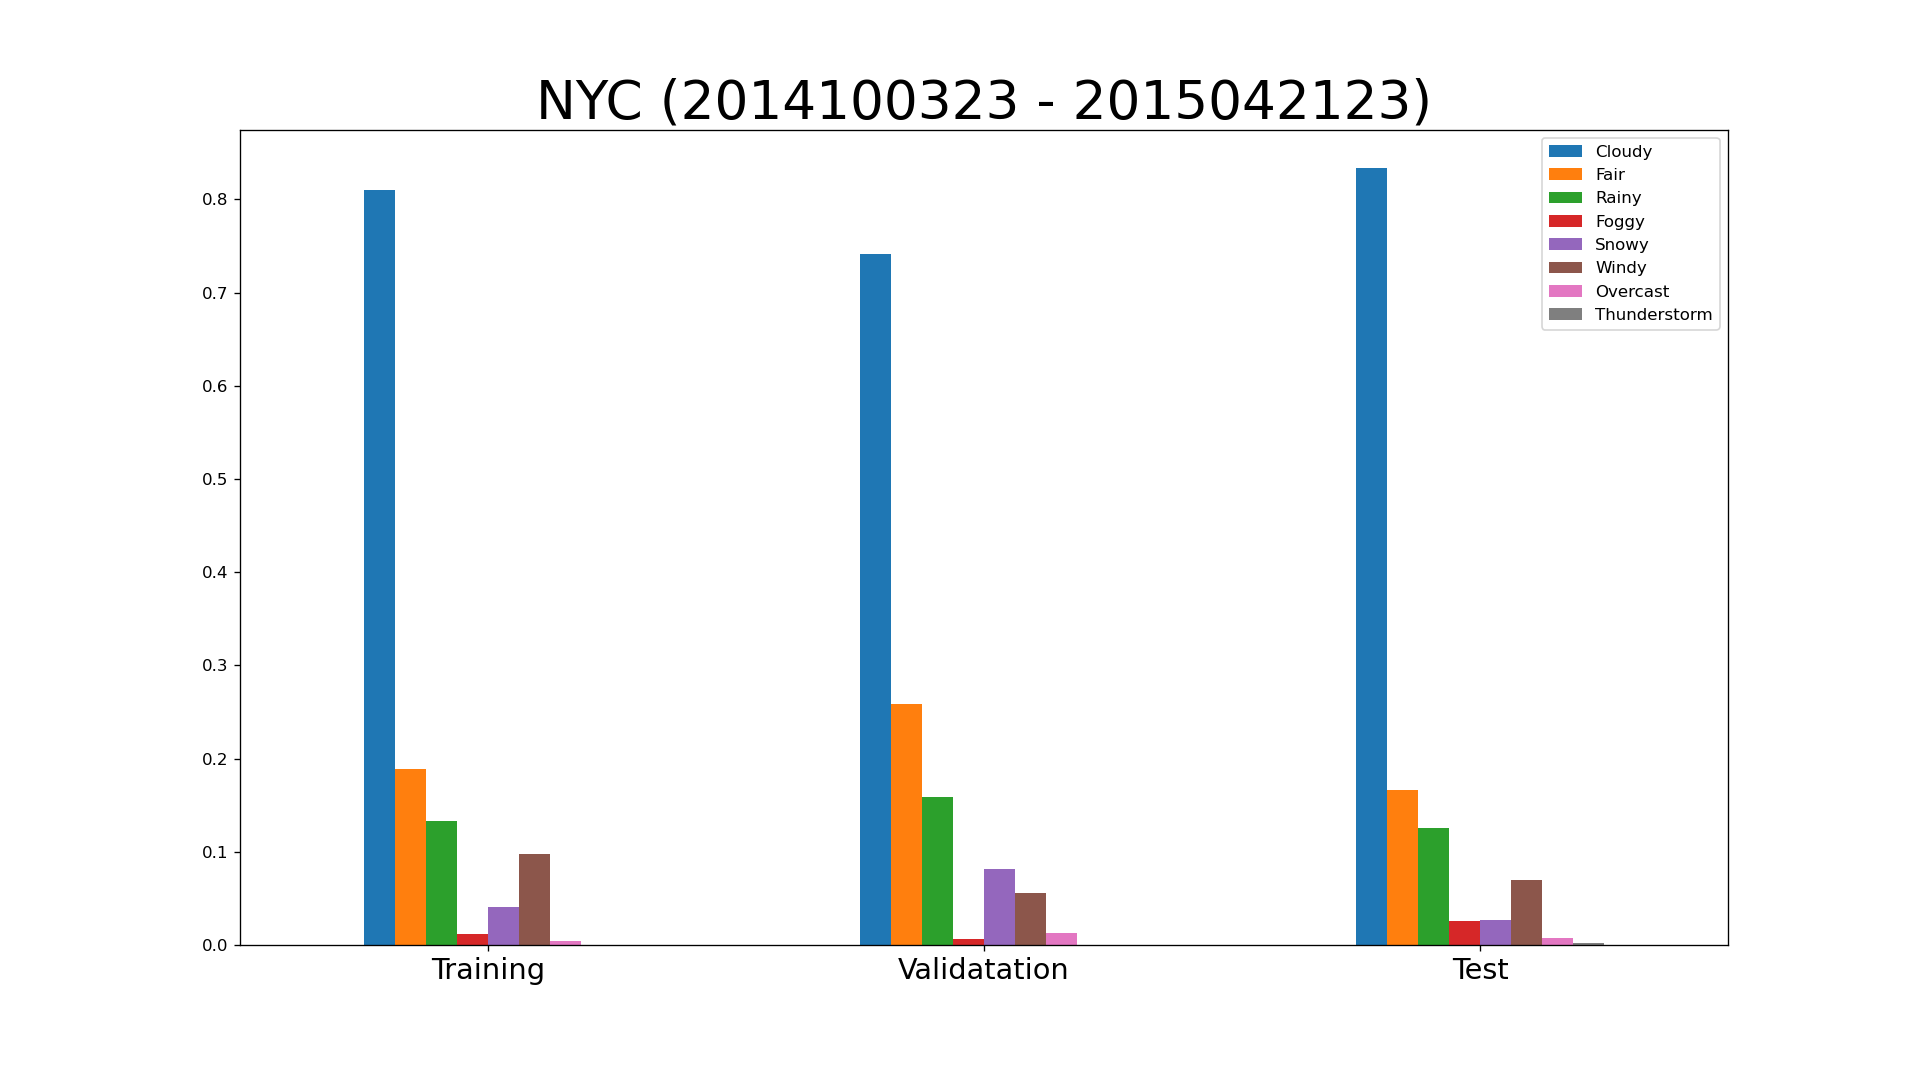 NYC (2014100323 - 2015042123)
Cloudy
Fair
Rainy
Foggy
Snowy
Windy
Overcast
Thunderstorm
0.8
0.7
0.6
0.5
0.4
0.3
0.2
0.1
0.0
Training
Validatation
Test